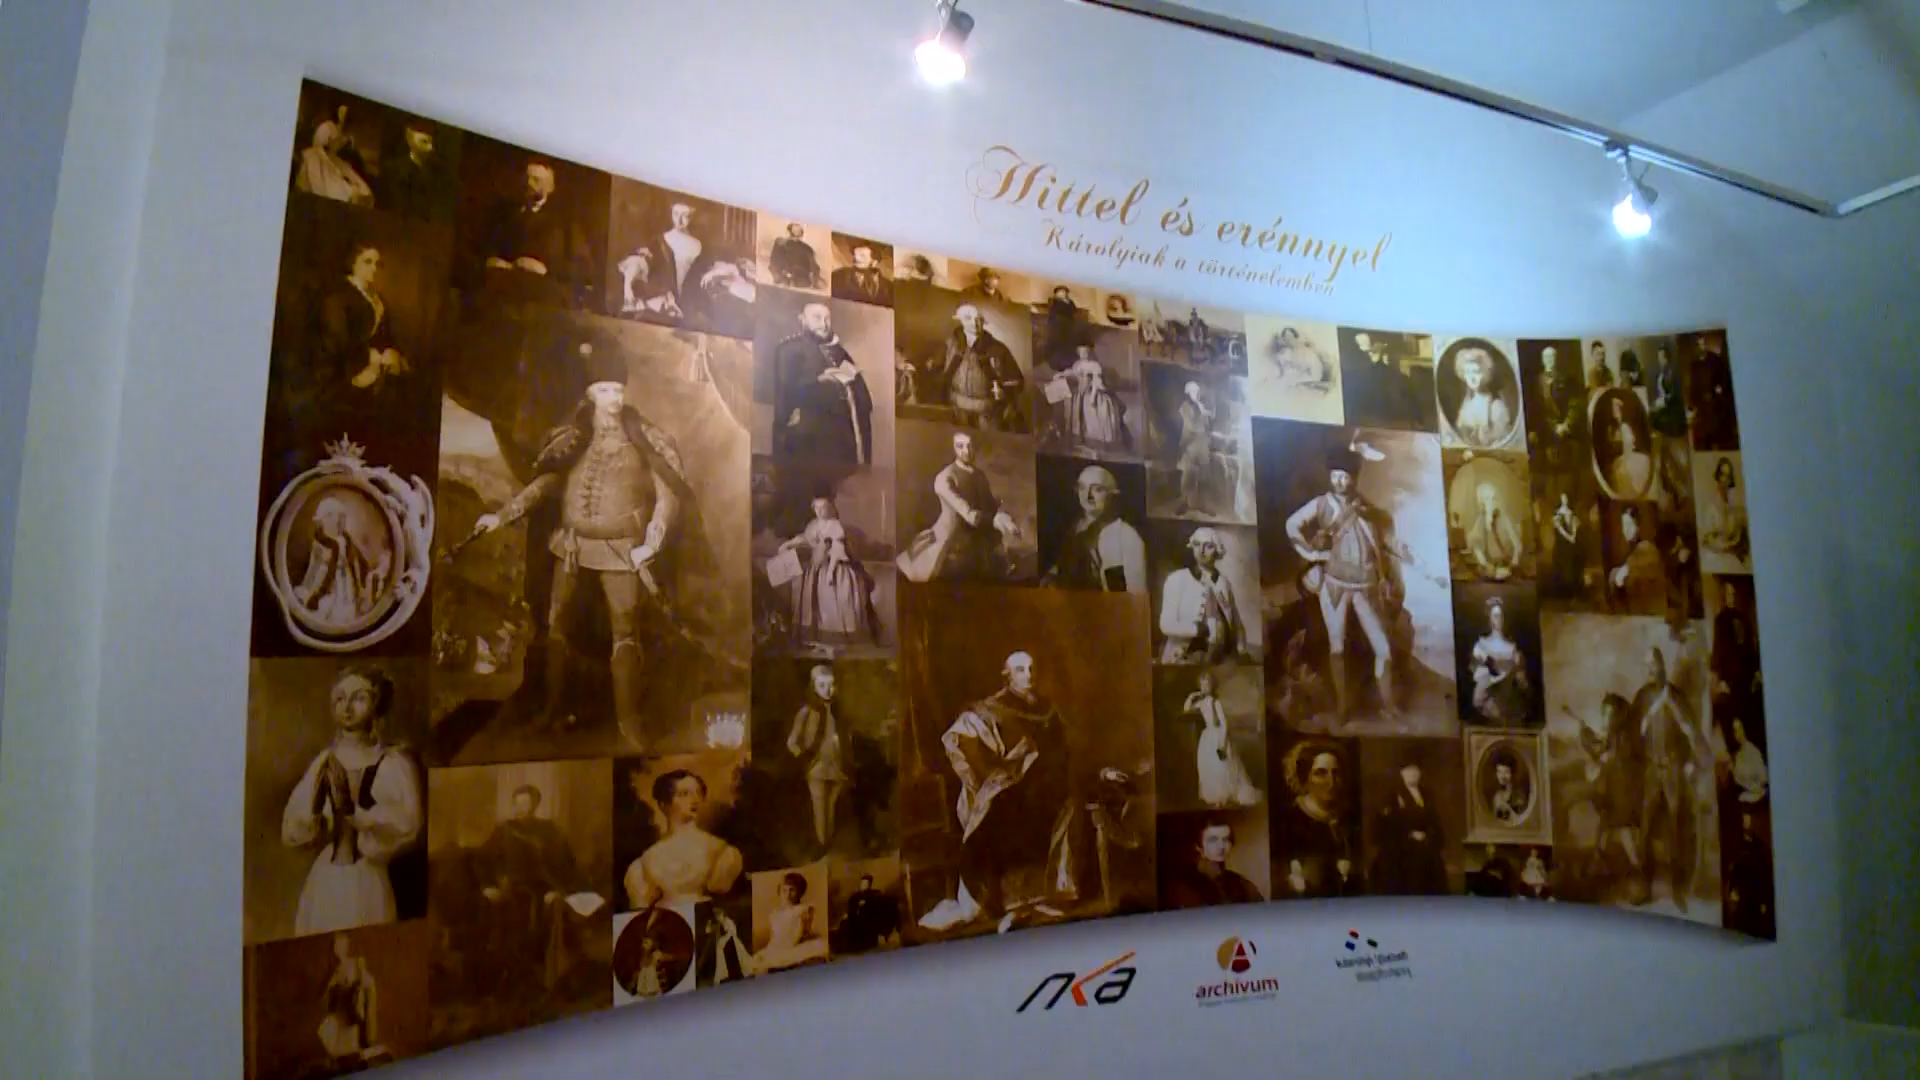 Hittel és erénnyel
Károlyiak a történelemben
nka
archivum